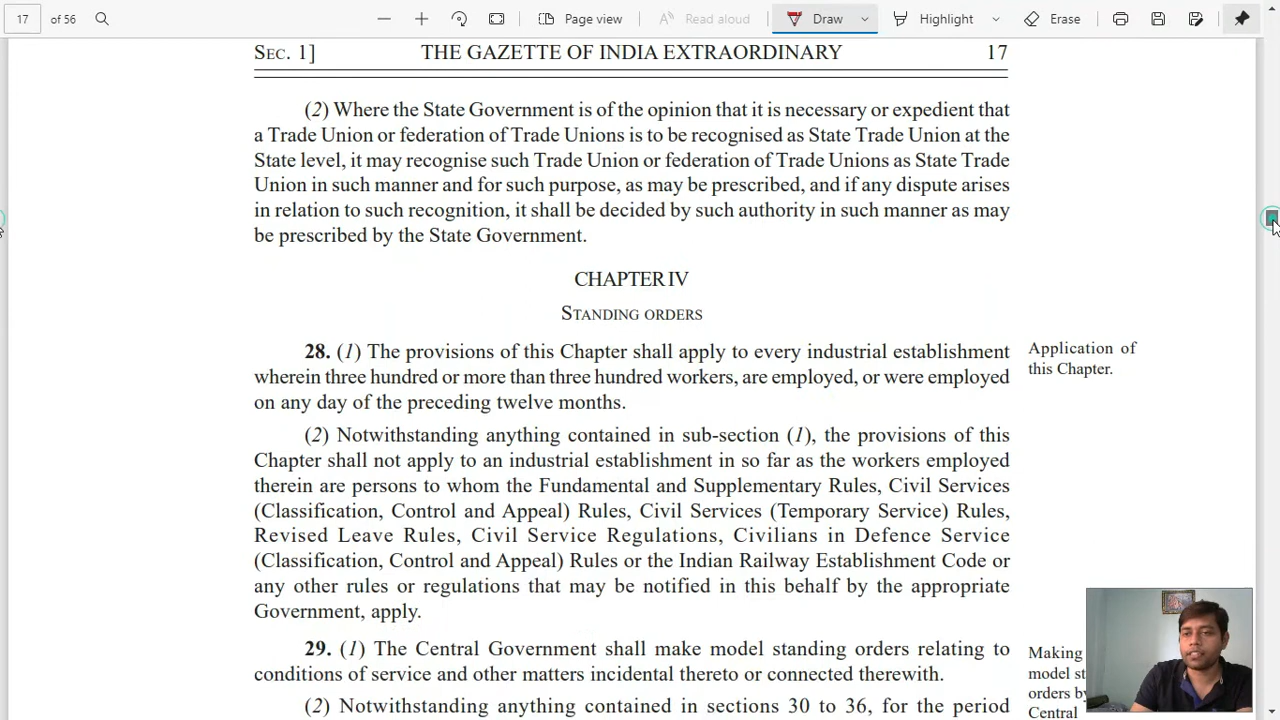 17 of 56 Page view Read aloud Draw Highlight Erase
SEC. 1] THE GAZETTE OF INDIA EXTRAORDINARY 17
(2) Where the State Government is of the opinion that it is necessary or expedient that
a Trade Union or federation of Trade Unions is to be recognised as State Trade Union at the
State level, it may recognise such Trade Union or federation of Trade Unions as State Trade
Union in such manner and for such purpose, as may be prescribed, and if any dispute arises
in relation to such recognition, it shall be decided by such authority in such manner as may
be prescribed by the State Government.
CHAPTER IV
STANDING ORDERS
28. (1) The provisions of this Chapter shall apply to every industrial establishment
wherein three hundred or more than three hundred workers, are employed, or were employed
on any day of the preceding twelve months.
Application of
this Chapter.
(2) Notwithstanding anything contained in sub-section (1), the provisions of this
Chapter shall not apply to an industrial establishment in so far as the workers employed
therein are persons to whom the Fundamental and Supplementary Rules, Civil Services
(Classification, Control and Appeal) Rules, Civil Services (Temporary Service) Rules,
Revised Leave Rules, Civil Service Regulations, Civilians in Defence Service
(Classification, Control and Appeal) Rules or the Indian Railway Establishment Code or
any other rules or regulations that may be notified in this behalf by the appropriate
Government, apply.
29. (1) The Central Government shall make model standing orders relating to
conditions of service and other matters incidental thereto or connected therewith.
(2) Notwithstanding anything contained in sections 30 to 36, for the period
Making
model st
orders by
Central